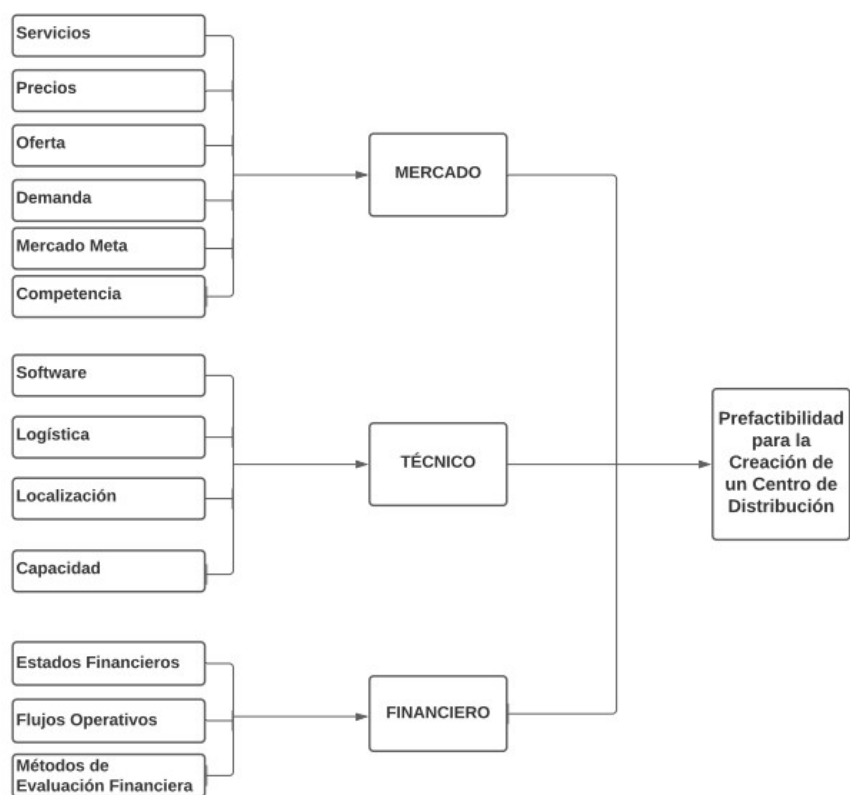 Servicios
Precios
Oferta
Demanda
Mercado Meta
Competencia
MERCADO
Software
Logística
Localización
Capacidad
TÉCNICO
Estados Financieros
Flujos Operativos
Métodos de
Evaluación Financiera
FINANCIERO
Prefactibilidad
para la
Creación de
un Centro de
Distribución